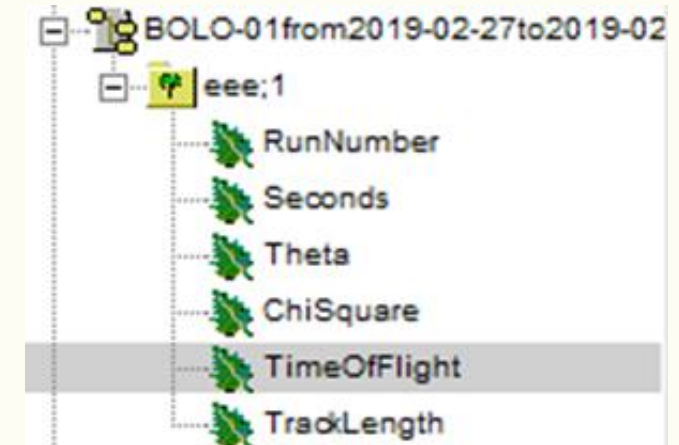 BOLO-01from2019-02-27to2019-02
eee;1
RunNumber
Seconds
Theta
ChiSquare
TimeOfFlight
TrackLength